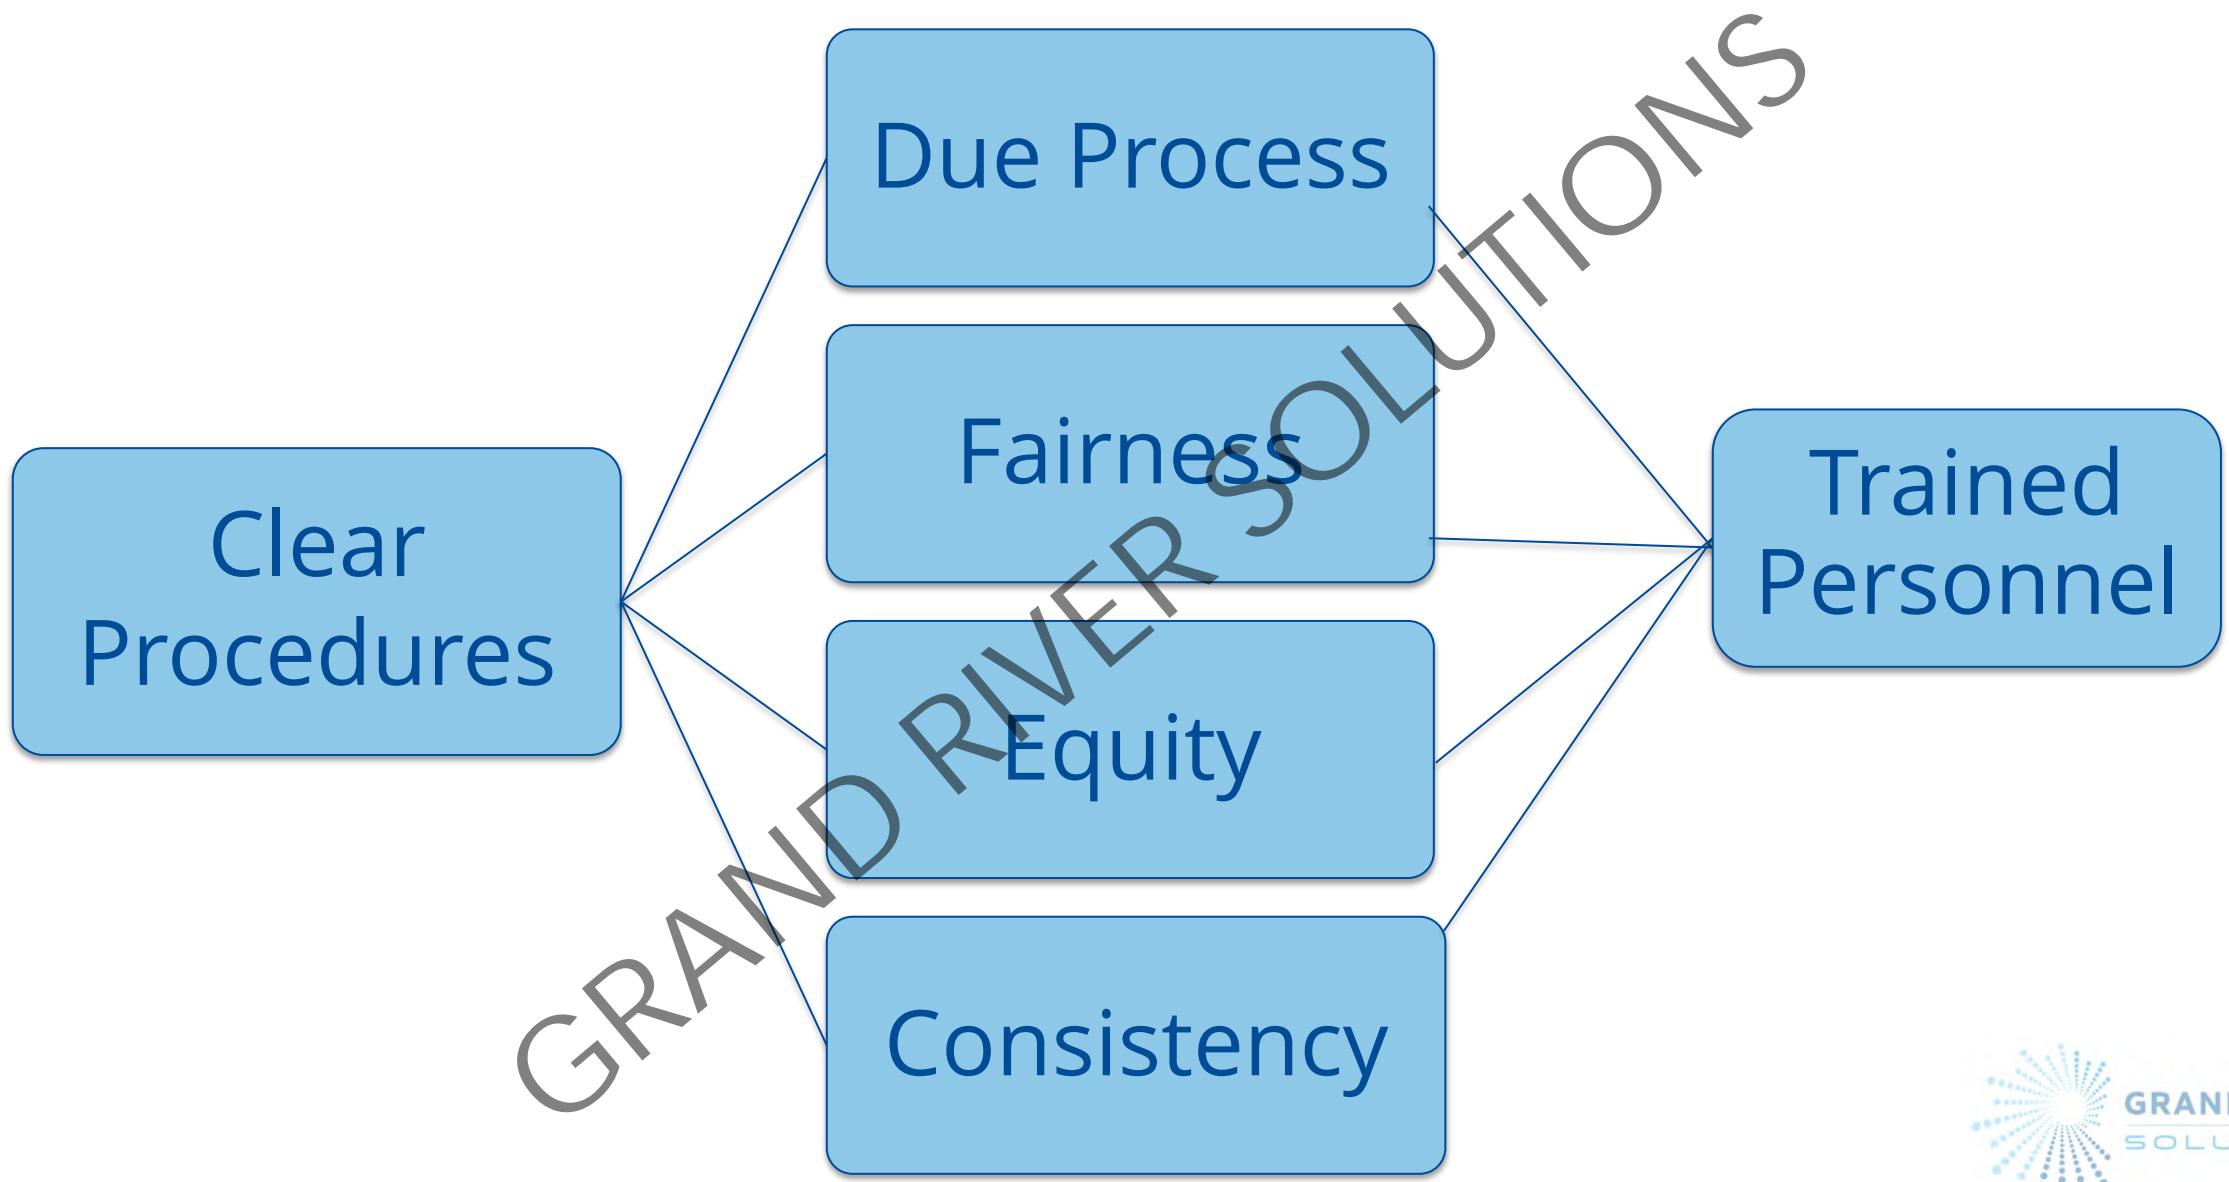 Clear
Procedures
Due Process
Fairness
Equity
Consistency
Trained
Personnel
GRAND RIVER SOLUTIONS